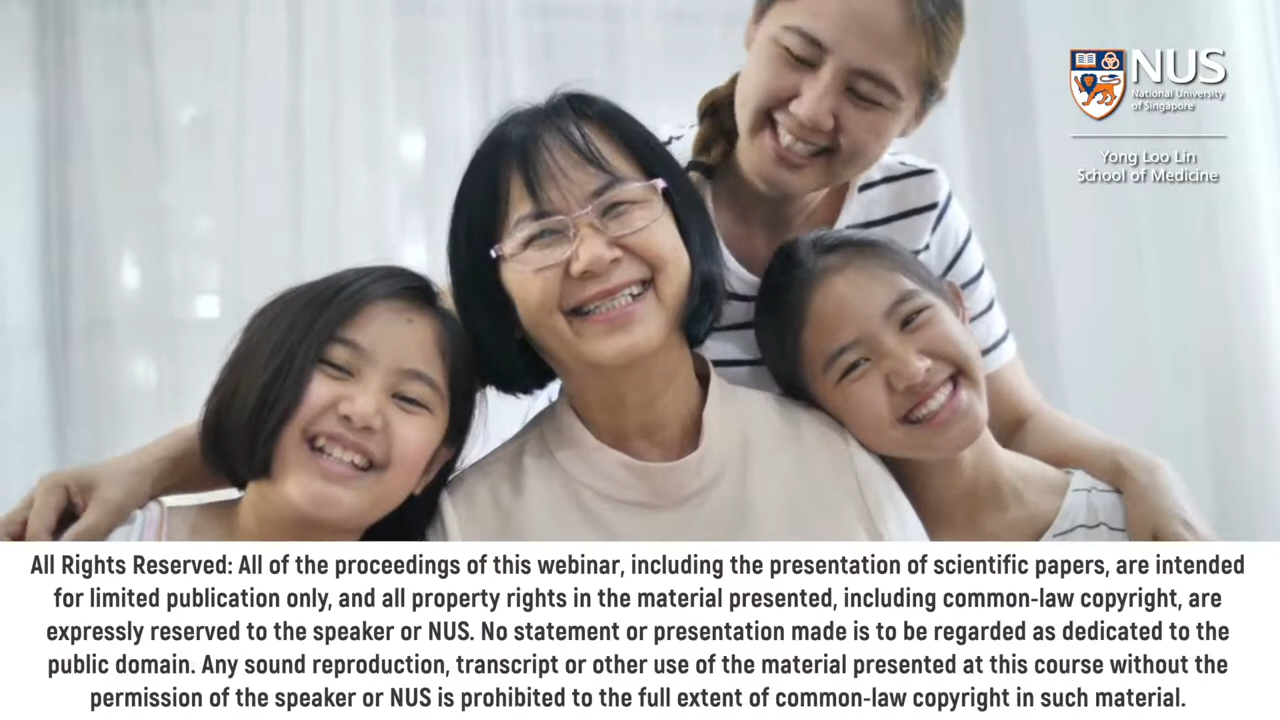 NUS
National University
of Singapore
Yong Loo Lin
School of Medicine
All Rights Reserved: All of the proceedings of this webinar, including the presentation of scientific papers, are intended
for limited publication only, and all property rights in the material presented, including common-law copyright, are
expressly reserved to the speaker or NUS. No statement or presentation made is to be regarded as dedicated to the
public domain. Any sound reproduction, transcript or other use of the material presented at this course without the
permission of the speaker or NUS is prohibited to the full extent of common-law copyright in such material.